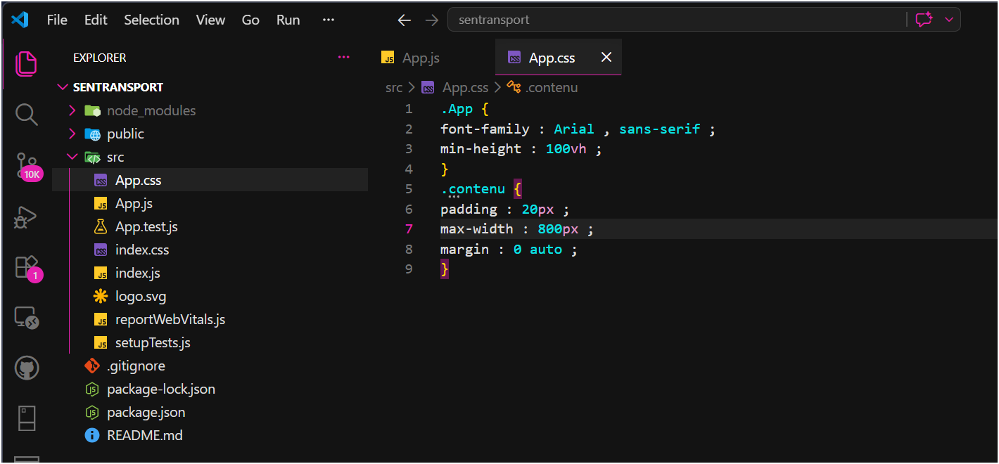 File Edit Selection View Go Run ··· ← → sentransport
EXPLORER ···
SENTRANSPORT
node_modules
public
src
10K
App.css
App.js
App.test.js
index.css
1
index.js
logo.svg
reportWebVitals.js
setupTests.js
.gitignore
package-lock.json
package.json
README.md
JS App.js
CSS App.css ×
src > App.css > .contenu
1 .App {
2 font-family : Arial , sans-serif ;
3 min-height : 100vh ;
4 }
5 .contenu {
6 padding : 20px ;
7 max-width : 800px ;
8 margin : 0 auto ;
9 }